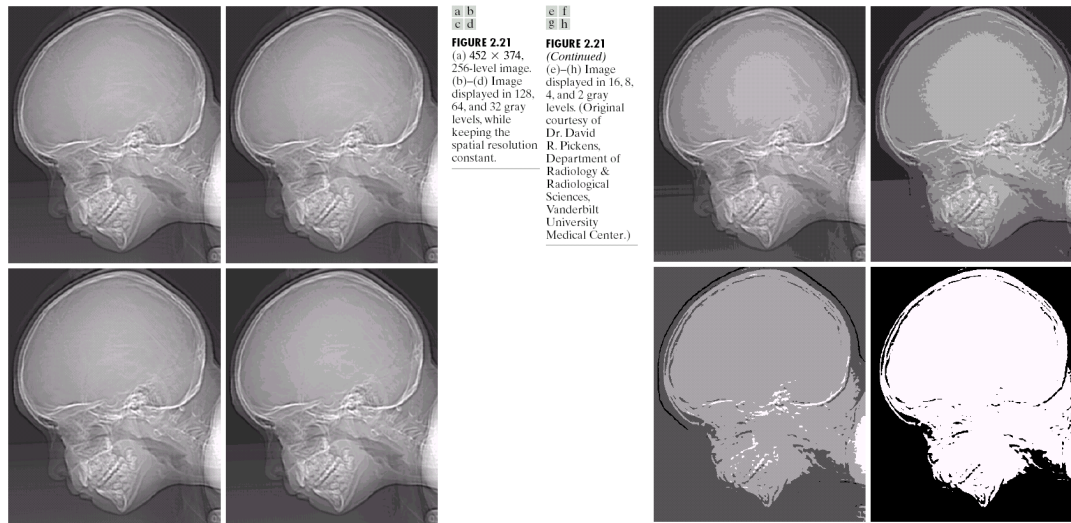 a b
c d
FIGURE 2.21
(a) 452 × 374,
256-level image.
(b)–(d) Image
displayed in 128,
64, and 32 gray
levels, while
keeping the
spatial resolution
constant.
e f
g h
FIGURE 2.21
(Continued)
(e)–(h) Image
displayed in 16, 8,
4, and 2 gray
levels. (Original
courtesy of
Dr. David
R. Pickens,
Department of
Radiology &
Radiological
Sciences,
Vanderbilt
University
Medical Center.)